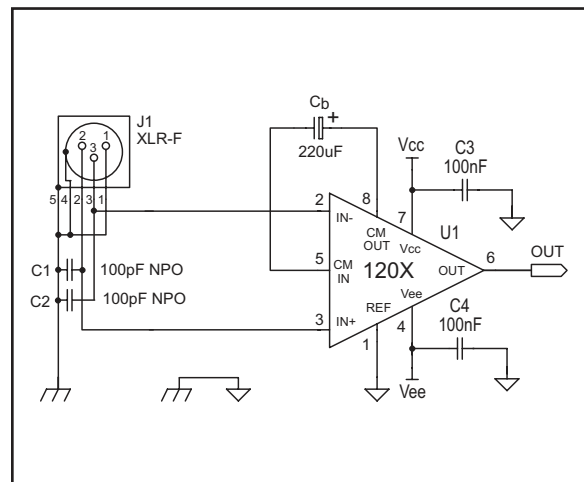 J1
XLR-F
2
1
3
5 4 2 3 1
C1
100pF NPO
C2
100pF NPO
Cb
+
220uF
8
2
IN-
CM
OUT
5
CM
IN
120X
3
IN+
REF
1
Vcc
7
Vcc
U1
6
OUT
OUT
Vee
4
Vee
C3
100nF
C4
100nF